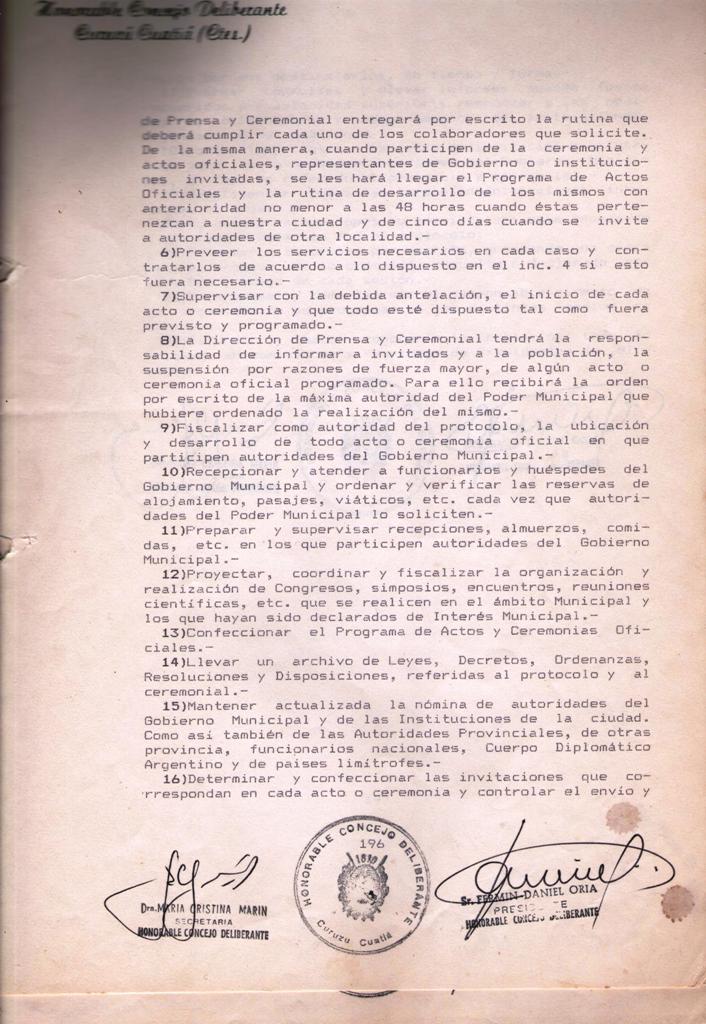 Honorable Concejo Deliberante
Curuzú Cuatiá (Ctes.)
de Prensa y Ceremonial entregará por escrito la rutina que
deberá cumplir cada uno de los colaboradores que solicite.
De la misma manera, cuando participen de la ceremonia y
actos oficiales, representantes de Gobierno o institucio-
nes invitadas, se les hará llegar el Programa de Actos
Oficiales y la rutina de desarrollo de los mismos con
anterioridad no menor a las 48 horas cuando éstas perte-
nezcan a nuestra ciudad y de cinco días cuando se invite
a autoridades de otra localidad.-
6)Preveer los servicios necesarios en cada caso y con-
tratarlos de acuerdo a lo dispuesto en el inc. 4 si esto
fuera necesario.-
7)Supervisar con la debida antelación, el inicio de cada
acto o ceremonia y que todo esté dispuesto tal como fuera
previsto y programado.-
8)La Dirección de Prensa y Ceremonial tendrá la respon-
sabilidad de informar a invitados y a la población, la
suspensión por razones de fuerza mayor, de algún acto o
ceremonia oficial programado. Para ello recibirá la orden
por escrito de la máxima autoridad del Poder Municipal que
hubiere ordenado la realización del mismo.-
9)Fiscalizar como autoridad del protocolo, la ubicación
y desarrollo de todo acto o ceremonia oficial en que
participen autoridades del Gobierno Municipal.-
10)Recepcionar y atender a funcionarios y huéspedes del
Gobierno Municipal y ordenar y verificar las reservas de
alojamiento, pasajes, viáticos, etc. cada vez que autori-
dades del Poder Municipal lo soliciten.-
11)Preparar y supervisar recepciones, almuerzos, comi-
das, etc. en los que participen autoridades del Gobierno
Municipal.-
12)Proyectar, coordinar y fiscalizar la organización y
realización de Congresos, simposios, encuentros, reuniones
científicas, etc. que se realicen en el ámbito Municipal y
los que hayan sido declarados de Interés Municipal.-
13)Confeccionar el Programa de Actos y Ceremonias Ofi-
ciales.-
14)Llevar un archivo de Leyes, Decretos, Ordenanzas,
Resoluciones y Disposiciones, referidas al protocolo y al
ceremonial.-
15)Mantener actualizada la nómina de autoridades del
Gobierno Municipal y de las Instituciones de la ciudad.
Como así también de las Autoridades Provinciales, de otras
provincia, funcionarios nacionales, Cuerpo Diplomático
Argentino y de paises limítrofes.-
16)Determinar y confeccionar las invitaciones que co-
rrespondan en cada acto o ceremonia y controlar el envío y
HONORABLE CONCEJO DELIBERANTE
196
1810
Curuzu Cuatiá
Dra. MARIA CRISTINA MARIN
SECRETARIA
HONORABLE CONCEJO DELIBERANTE
Sr. FERMIN DANIEL ORIA
PRESI E
HONORABLE CONCEJO DELIBERANTE